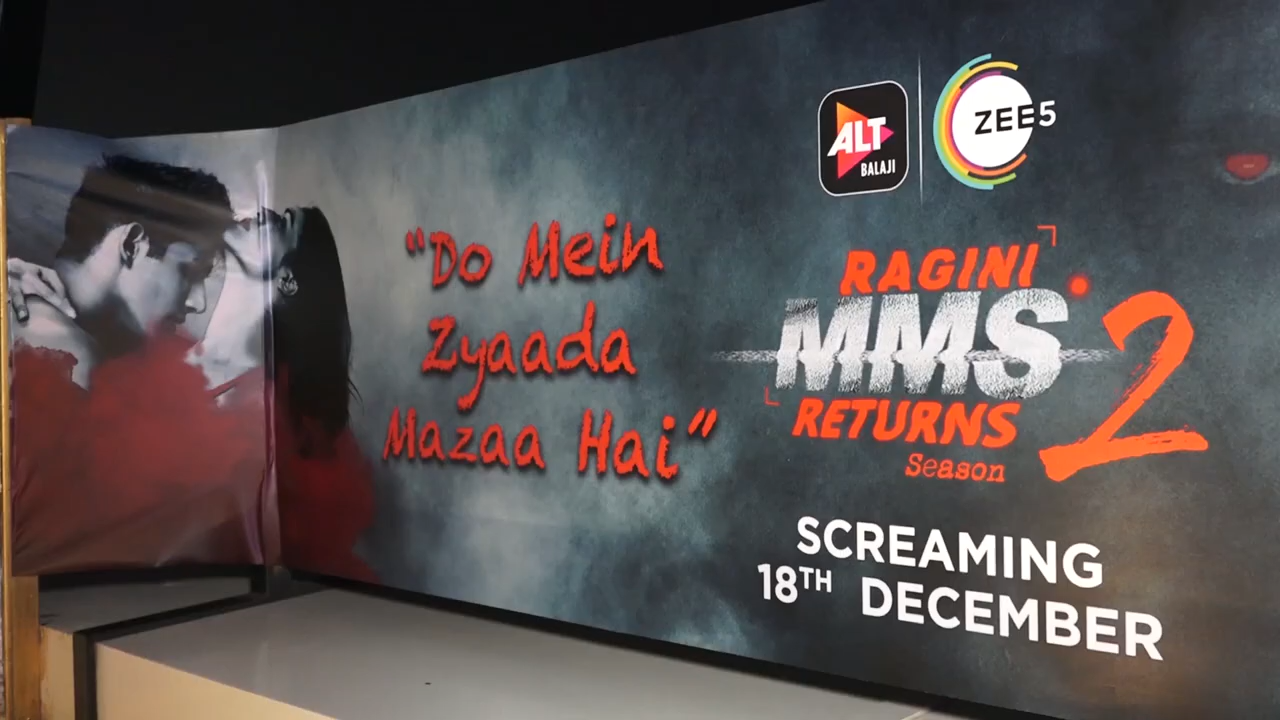 "Do Mein
Zyaada
Mazaa Hai"
ALT
BALAJI
ZEE5
RAGINI
MMS
RETURNS
2
Season
SCREAMING
18TH DECEMBER